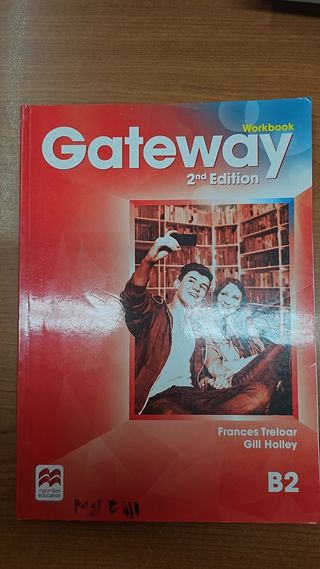 Workbook
Gateway
2nd Edition
Frances Treloar
Gill Holley
macmillan
education
B2